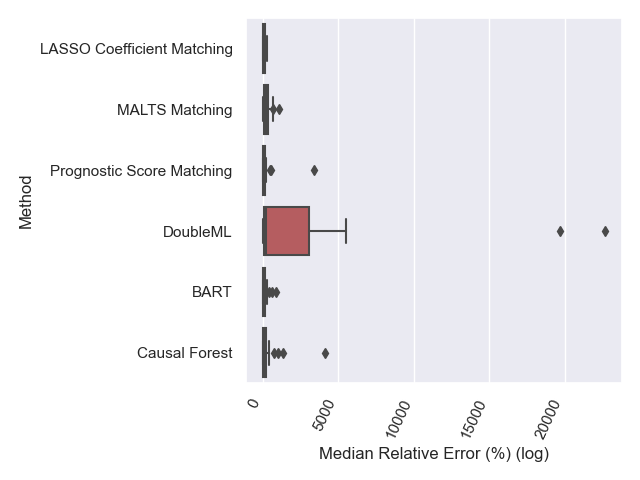 LASSO Coefficient Matching
MALTS Matching
Prognostic Score Matching
DoubleML
BART
Causal Forest
Method
0
5000
10000
15000
20000
Median Relative Error (%) (log)